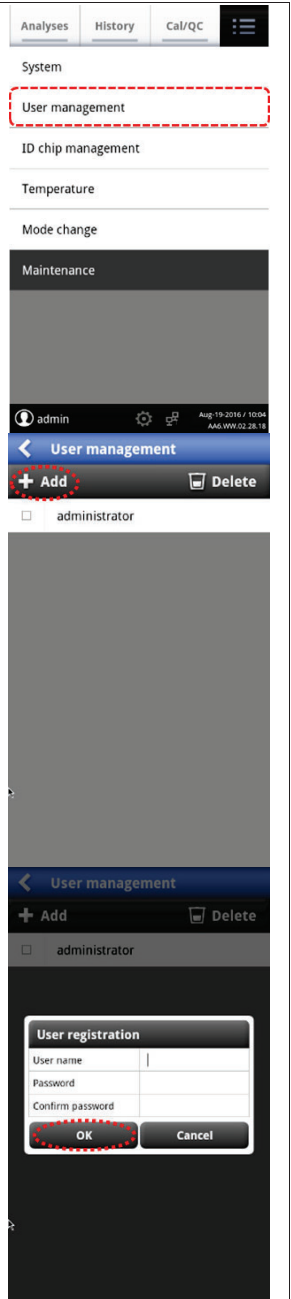 Analyses History Cal/QC
System
User management
ID chip management
Temperature
Mode change
Maintenance
admin Aug-19-2016 / 10:04
AA6.WW.02.28.18
User management
Add Delete
administrator
User management
Add Delete
administrator
User registration
User name
Password
Confirm password
OK Cancel